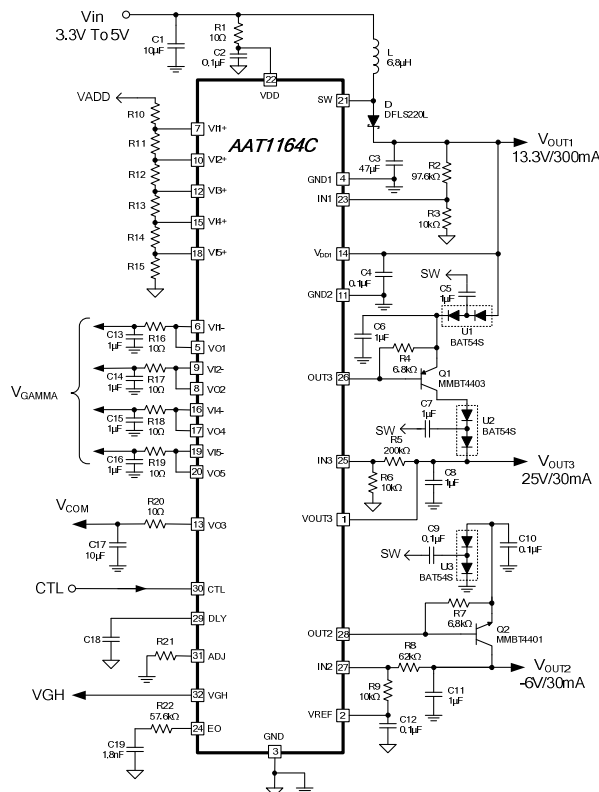 Vin
3.3V To 5V
C1
10µF
R1
10Ω
C2
0.1µF
L
6.8µH
22
VDD
SW
21
D
DFLS220L
VADD
AAT1164C
R10
R11
R12
R13
R14
R15
7
VI1+
10
VI2+
12
VI3+
15
VI4+
18
VI5+
VOUT1
13.3V/300mA
C3
47µF
R2
97.6kΩ
GND1
4
IN1
23
R3
10kΩ
VDD1
14
C4
0.1µF
GND2
11
SW
C5
1µF
U1
BAT54S
C6
1µF
R4
6.8kΩ
OUT3
26
Q1
MMBT4403
C7
1µF
SW
U2
BAT54S
VGAMMA
C13
1µF
R16
10Ω
6
VI1-
5
VO1
C14
1µF
R17
10Ω
9
VI2-
8
VO2
C15
1µF
R18
10Ω
16
VI4-
17
VO4
C16
1µF
R19
10Ω
19
VI5-
20
VO5
IN3
25
R5
200kΩ
R6
10kΩ
C8
1µF
VOUT3
25V/30mA
VOUT3
1
VCOM
R20
10Ω
13
VO3
C17
10µF
C9
0.1µF
SW
U3
BAT54S
C10
0.1µF
CTL
30
CTL
29
DLY
C18
R21
31
ADJ
R7
6.8kΩ
OUT2
28
Q2
MMBT4401
R8
62kΩ
IN2
27
VOUT2
-6V/30mA
R9
10kΩ
C11
1µF
VGH
32
VGH
VREF
2
C12
0.1µF
R22
57.6kΩ
24
EO
C19
1.8nF
GND
3